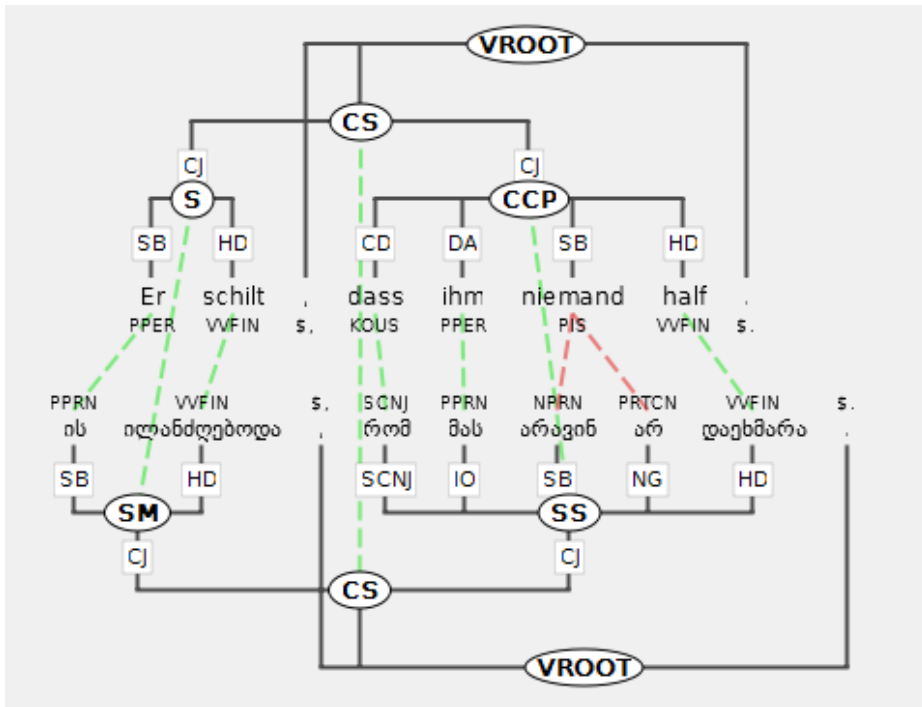 VROOT
CS
CJ CJ
S CCP
SB HD CD DA SB HD
Er schilt , dass ihm niemand half .
PPER VVFIN $, KOUS PPER PIS VVFIN $.
PPRN VVFIN $, SCNJ PPRN NPRN PRTCN VVFIN $.
ის ილანძღებოდა , რომ მას არავინ არ დაეხმარა .
SB HD SCNJ IO SB NG HD
SM SS
CJ CJ
CS
VROOT